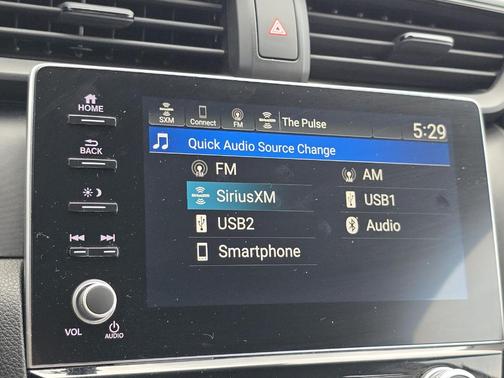 HOME
BACK
VOL
AUDIO
SXM
Connect
FM
The Pulse
5:29
Quick Audio Source Change
FM
AM
SiriusXM
USB1
USB2
Audio
Smartphone